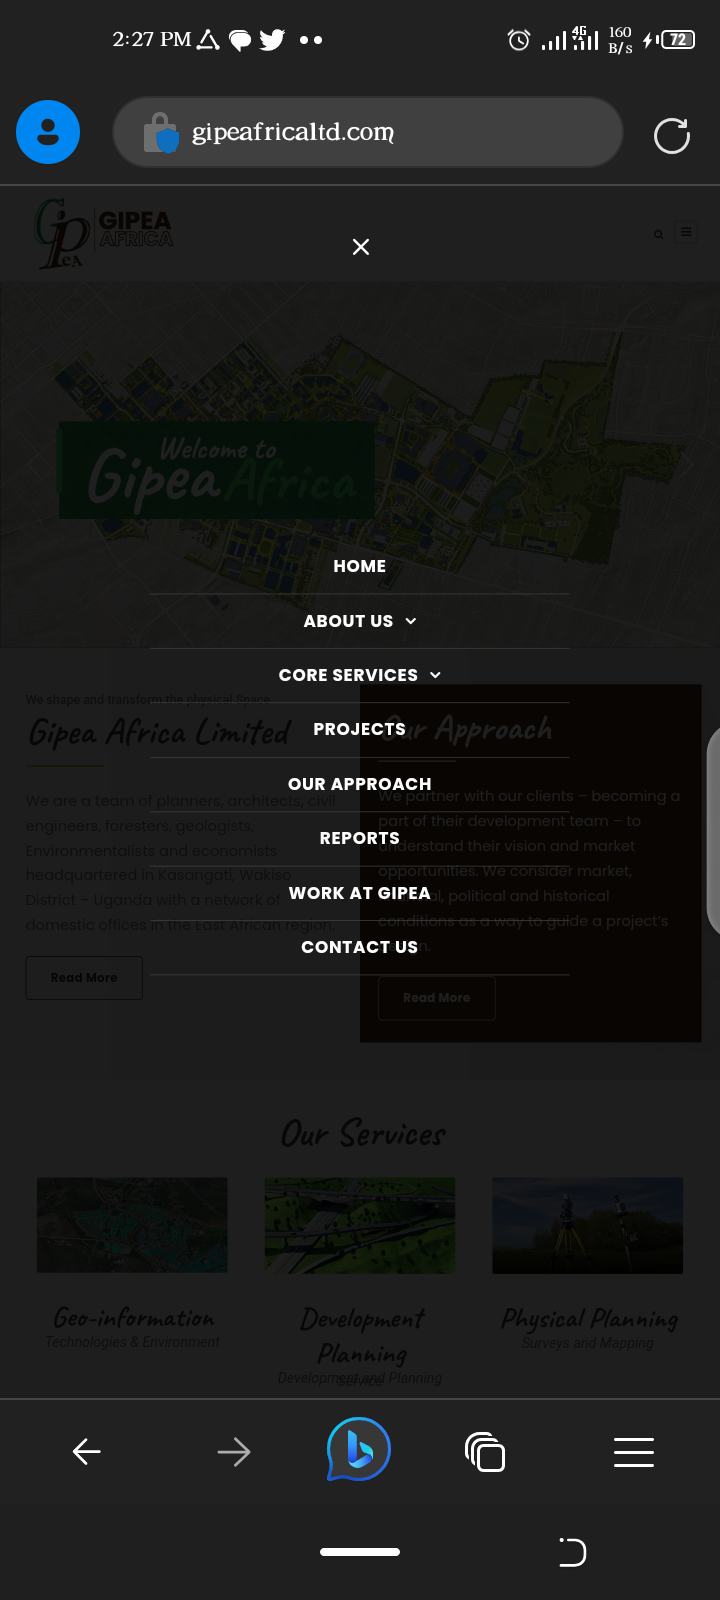 2:27 PM
4G
160
B/s
72
gipeafricaltd.com
GIPEA
AFRICA
GpeA
Welcome to
Gipea Africa
HOME
ABOUT US
CORE SERVICES
PROJECTS
OUR APPROACH
REPORTS
WORK AT GIPEA
CONTACT US
We shape and transform the physical Space
Gipea Africa Limited
We are a team of planners, architects, civil
engineers, foresters, geologists,
Environmentalists and economists
headquartered in Kasangati, Wakiso
District – Uganda with a network of
domestic offices in the East African region.
Read More
Our Approach
We partner with our clients – becoming a
part of their development team – to
understand their vision and market
opportunities. We consider market,
political and historical
conditions as a way to guide a project's
Read More
Our Services
Geo-information
Technologies & Environment
Development
Planning
Development and Planning
Service
Physical Planning
Surveys and Mapping